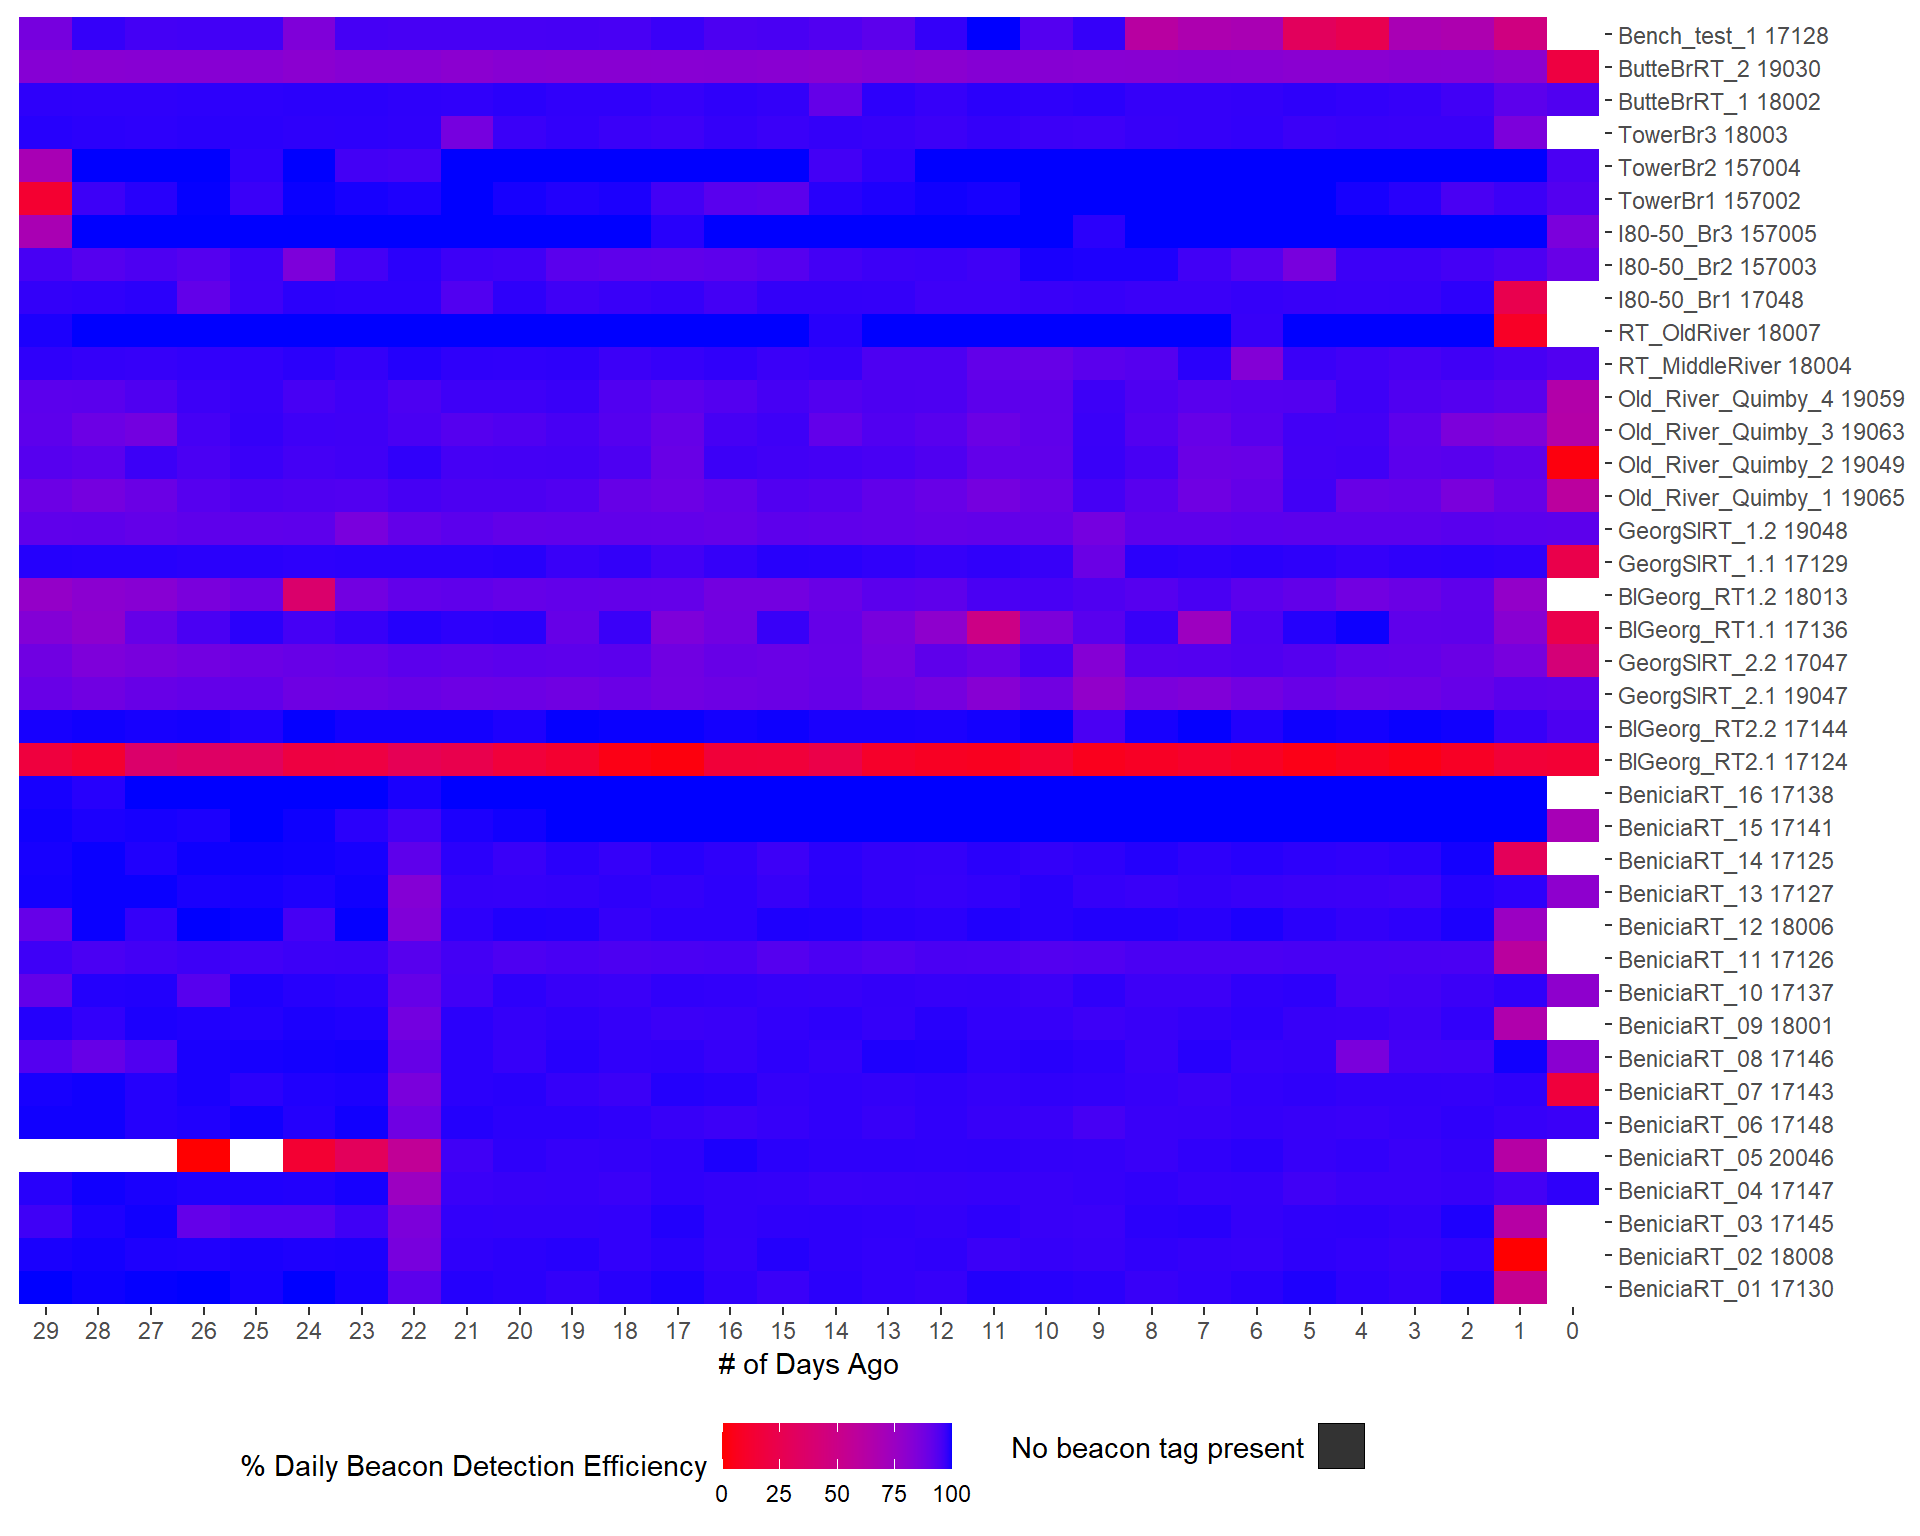 Bench_test_1 17128
ButteBrRT_2 19030
ButteBrRT_1 18002
TowerBr3 18003
TowerBr2 157004
TowerBr1 157002
I80-50_Br3 157005
I80-50_Br2 157003
I80-50_Br1 17048
RT_OldRiver 18007
RT_MiddleRiver 18004
Old_River_Quimby_4 19059
Old_River_Quimby_3 19063
Old_River_Quimby_2 19049
Old_River_Quimby_1 19065
GeorgSlRT_1.2 19048
GeorgSlRT_1.1 17129
BlGeorg_RT1.2 18013
BlGeorg_RT1.1 17136
GeorgSlRT_2.2 17047
GeorgSlRT_2.1 19047
BlGeorg_RT2.2 17144
BlGeorg_RT2.1 17124
BeniciaRT_16 17138
BeniciaRT_15 17141
BeniciaRT_14 17125
BeniciaRT_13 17127
BeniciaRT_12 18006
BeniciaRT_11 17126
BeniciaRT_10 17137
BeniciaRT_09 18001
BeniciaRT_08 17146
BeniciaRT_07 17143
BeniciaRT_06 17148
BeniciaRT_05 20046
BeniciaRT_04 17147
BeniciaRT_03 17145
BeniciaRT_02 18008
BeniciaRT_01 17130
29 28 27 26 25 24 23 22 21 20 19 18 17 16 15 14 13 12 11 10 9 8 7 6 5 4 3 2 1 0
# of Days Ago
% Daily Beacon Detection Efficiency
0 25 50 75 100
No beacon tag present